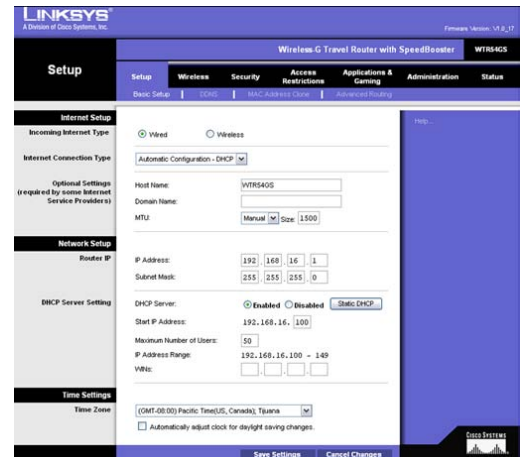 LINKSYS
A Division of Cisco Systems, Inc.
Firmware Version: V1.0_17
Wireless-G Travel Router with SpeedBooster WTR54GS
Setup
Setup Wireless Security Access Restrictions Applications & Gaming Administration Status
Basic Setup | DDNS | MAC Address Clone | Advanced Routing
Internet Setup
Help...
Incoming Internet Type
Wired Wireless
Internet Connection Type
Automatic Configuration - DHCP
Optional Settings
(required by some Internet
Service Providers)
Host Name: WTR54GS
Domain Name:
MTU: Manual Size: 1500
Network Setup
Router IP
IP Address: 192 . 168 . 16 . 1
Subnet Mask: 255 . 255 . 255 . 0
DHCP Server Setting
DHCP Server: Enabled Disabled Static DHCP
Start IP Address: 192.168.16. 100
Maximum Number of Users: 50
IP Address Range: 192.168.16.100 - 149
WINs: . . .
Time Settings
Time Zone
(GMT-08:00) Pacific Time(US, Canada); Tijuana
Automatically adjust clock for daylight saving changes.
Save Settings Cancel Changes
CISCO SYSTEMS